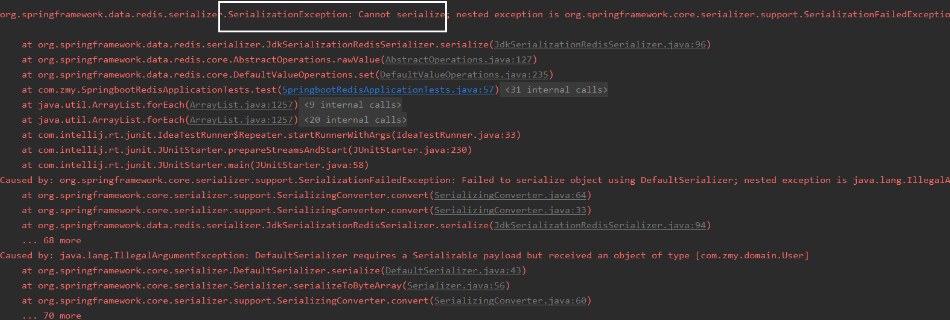 org.springframework.data.redis.serializer.SerializationException: Cannot serialize; nested exception is org.springframework.core.serializer.support.SerializationFailedExceptio
at org.springframework.data.redis.serializer.JdkSerializationRedisSerializer.serialize(JdkSerializationRedisSerializer.java:96)
at org.springframework.data.redis.core.AbstractOperations.rawValue(AbstractOperations.java:127)
at org.springframework.data.redis.core.DefaultValueOperations.set(DefaultValueOperations.java:235)
at com.zmy.SpringbootRedisApplicationTests.test(SpringbootRedisApplicationTests.java:57) <31 internal calls>
at java.util.ArrayList.forEach(ArrayList.java:1257) <9 internal calls>
at java.util.ArrayList.forEach(ArrayList.java:1257) <20 internal calls>
at com.intellij.rt.junit.IdeaTestRunner$Repeater.startRunnerWithArgs(IdeaTestRunner.java:33)
at com.intellij.rt.junit.JUnitStarter.prepareStreamsAndStart(JUnitStarter.java:230)
at com.intellij.rt.junit.JUnitStarter.main(JUnitStarter.java:58)
Caused by: org.springframework.core.serializer.support.SerializationFailedException: Failed to serialize object using DefaultSerializer; nested exception is java.lang.IllegalA
at org.springframework.core.serializer.support.SerializingConverter.convert(SerializingConverter.java:64)
at org.springframework.core.serializer.support.SerializingConverter.convert(SerializingConverter.java:33)
at org.springframework.data.redis.serializer.JdkSerializationRedisSerializer.serialize(JdkSerializationRedisSerializer.java:94)
... 68 more
Caused by: java.lang.IllegalArgumentException: DefaultSerializer requires a Serializable payload but received an object of type [com.zmy.domain.User]
at org.springframework.core.serializer.DefaultSerializer.serialize(DefaultSerializer.java:43)
at org.springframework.core.serializer.Serializer.serializeToByteArray(Serializer.java:56)
at org.springframework.core.serializer.support.SerializingConverter.convert(SerializingConverter.java:60)
... 70 more